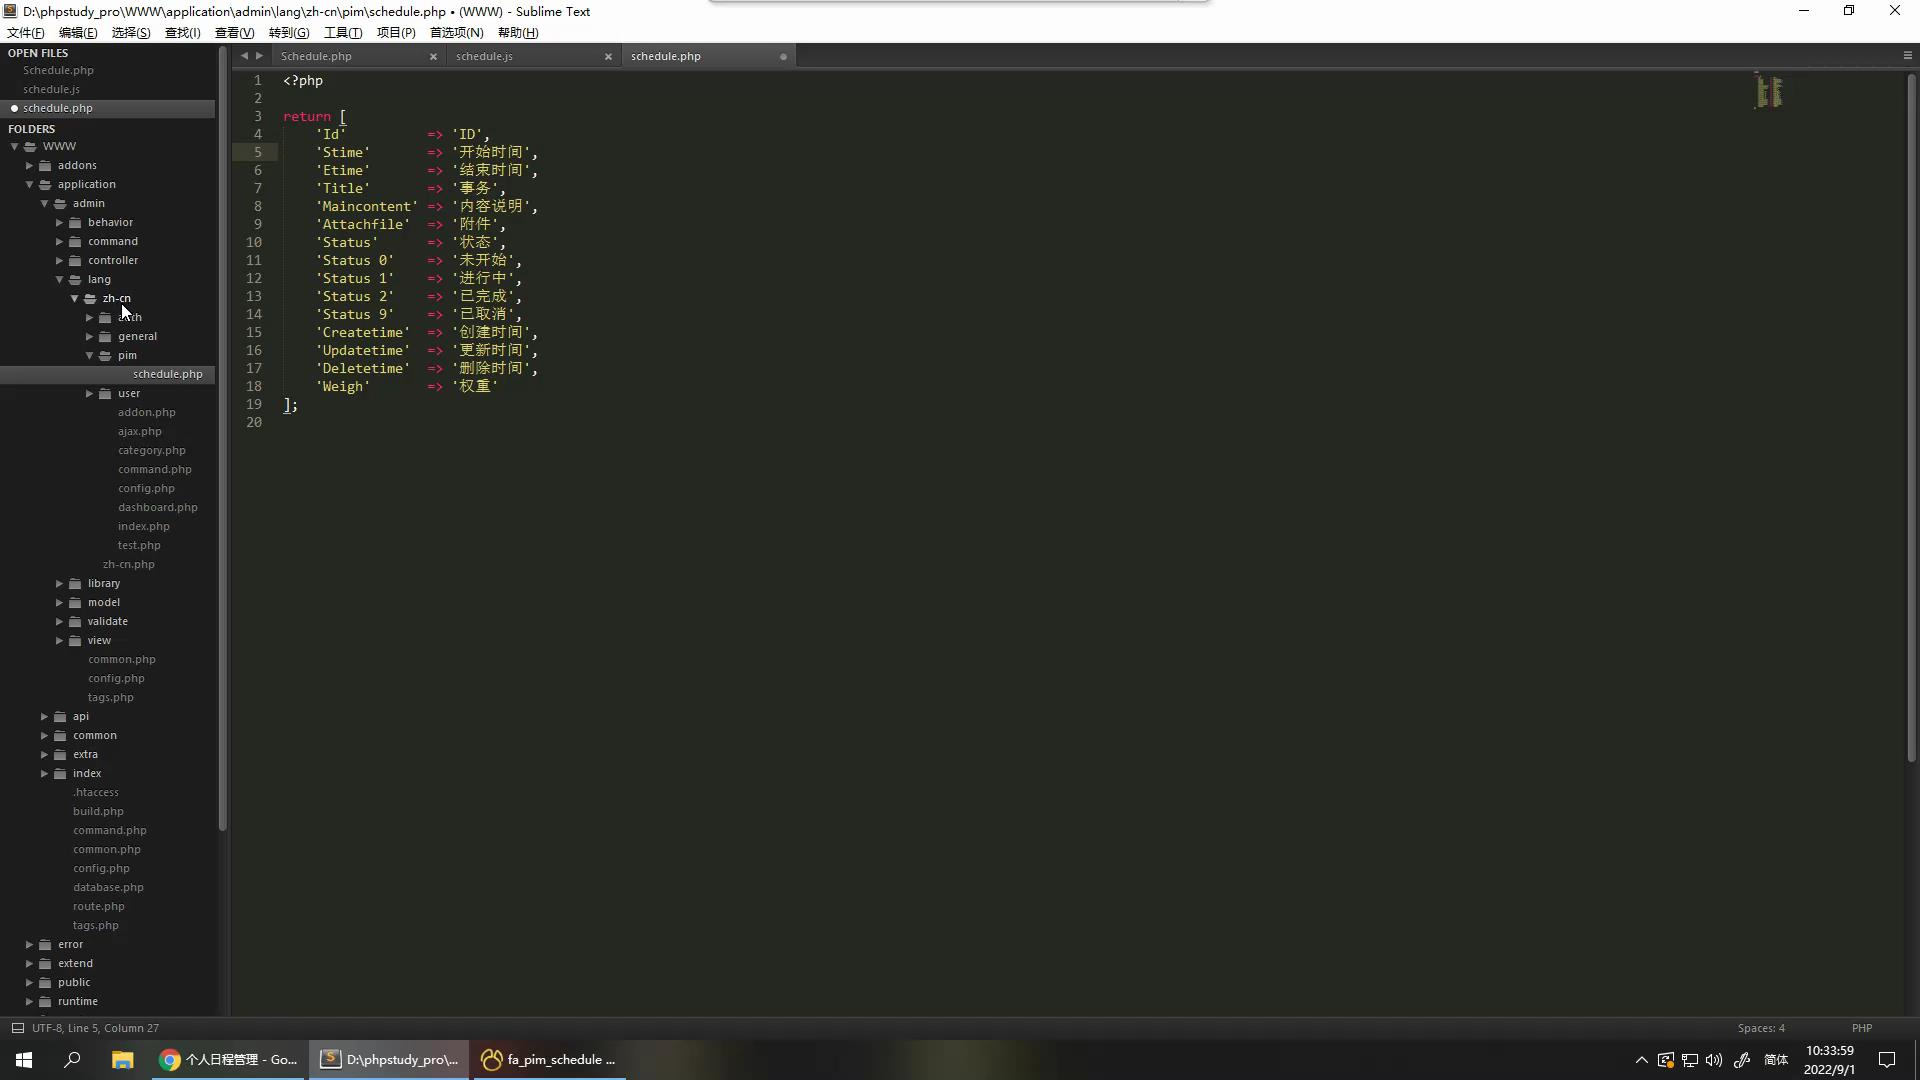 D:\phpstudy_pro\WWW\application\admin\lang\zh-cn\pim\schedule.php • (WWW) - Sublime Text
文件(F) 编辑(E) 选择(S) 查找(I) 查看(V) 转到(G) 工具(T) 项目(P) 首选项(N) 帮助(H)
OPEN FILES
Schedule.php
schedule.js
schedule.php
FOLDERS
WWW
addons
application
admin
behavior
command
controller
lang
zh-cn
general
pim
schedule.php
user
addon.php
ajax.php
category.php
command.php
config.php
dashboard.php
index.php
test.php
zh-cn.php
library
model
validate
view
common.php
config.php
tags.php
api
common
extra
index
.htaccess
build.php
command.php
common.php
config.php
database.php
route.php
tags.php
error
extend
public
runtime
Schedule.php × schedule.js × schedule.php
1 <?php
2
3 return [
4 'Id' => 'ID',
5 'Stime' => '开始时间',
6 'Etime' => '结束时间',
7 'Title' => '事务',
8 'Maincontent' => '内容说明',
9 'Attachfile' => '附件',
10 'Status' => '状态',
11 'Status 0' => '未开始',
12 'Status 1' => '进行中',
13 'Status 2' => '已完成',
14 'Status 9' => '已取消',
15 'Createtime' => '创建时间',
16 'Updatetime' => '更新时间',
17 'Deletetime' => '删除时间',
18 'Weigh' => '权重'
19 ];
20
UTF-8, Line 5, Column 27 Spaces: 4 PHP
个人日程管理 - Go... D:\phpstudy_pro\... fa_pim_schedule ... 简体 10:33:59
2022/9/1